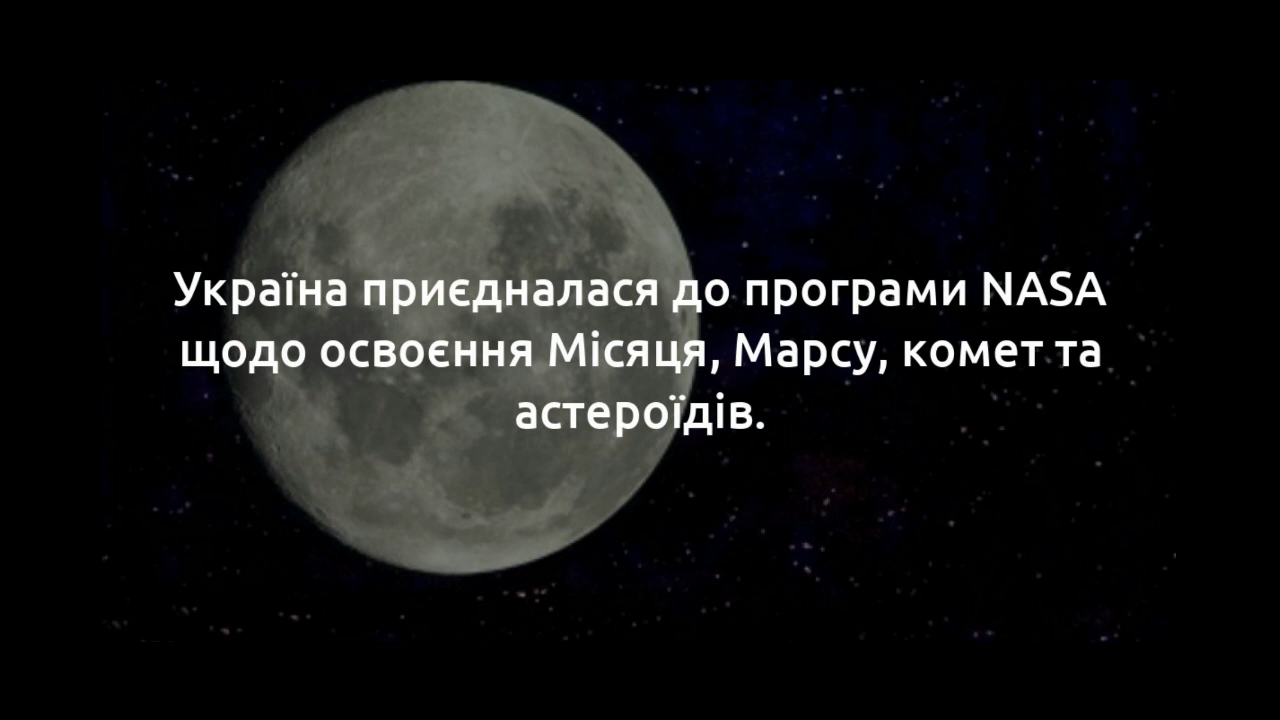 Україна приєдналася до програми NASA
щодо освоєння Місяця, Марсу, комет та
астероїдів.